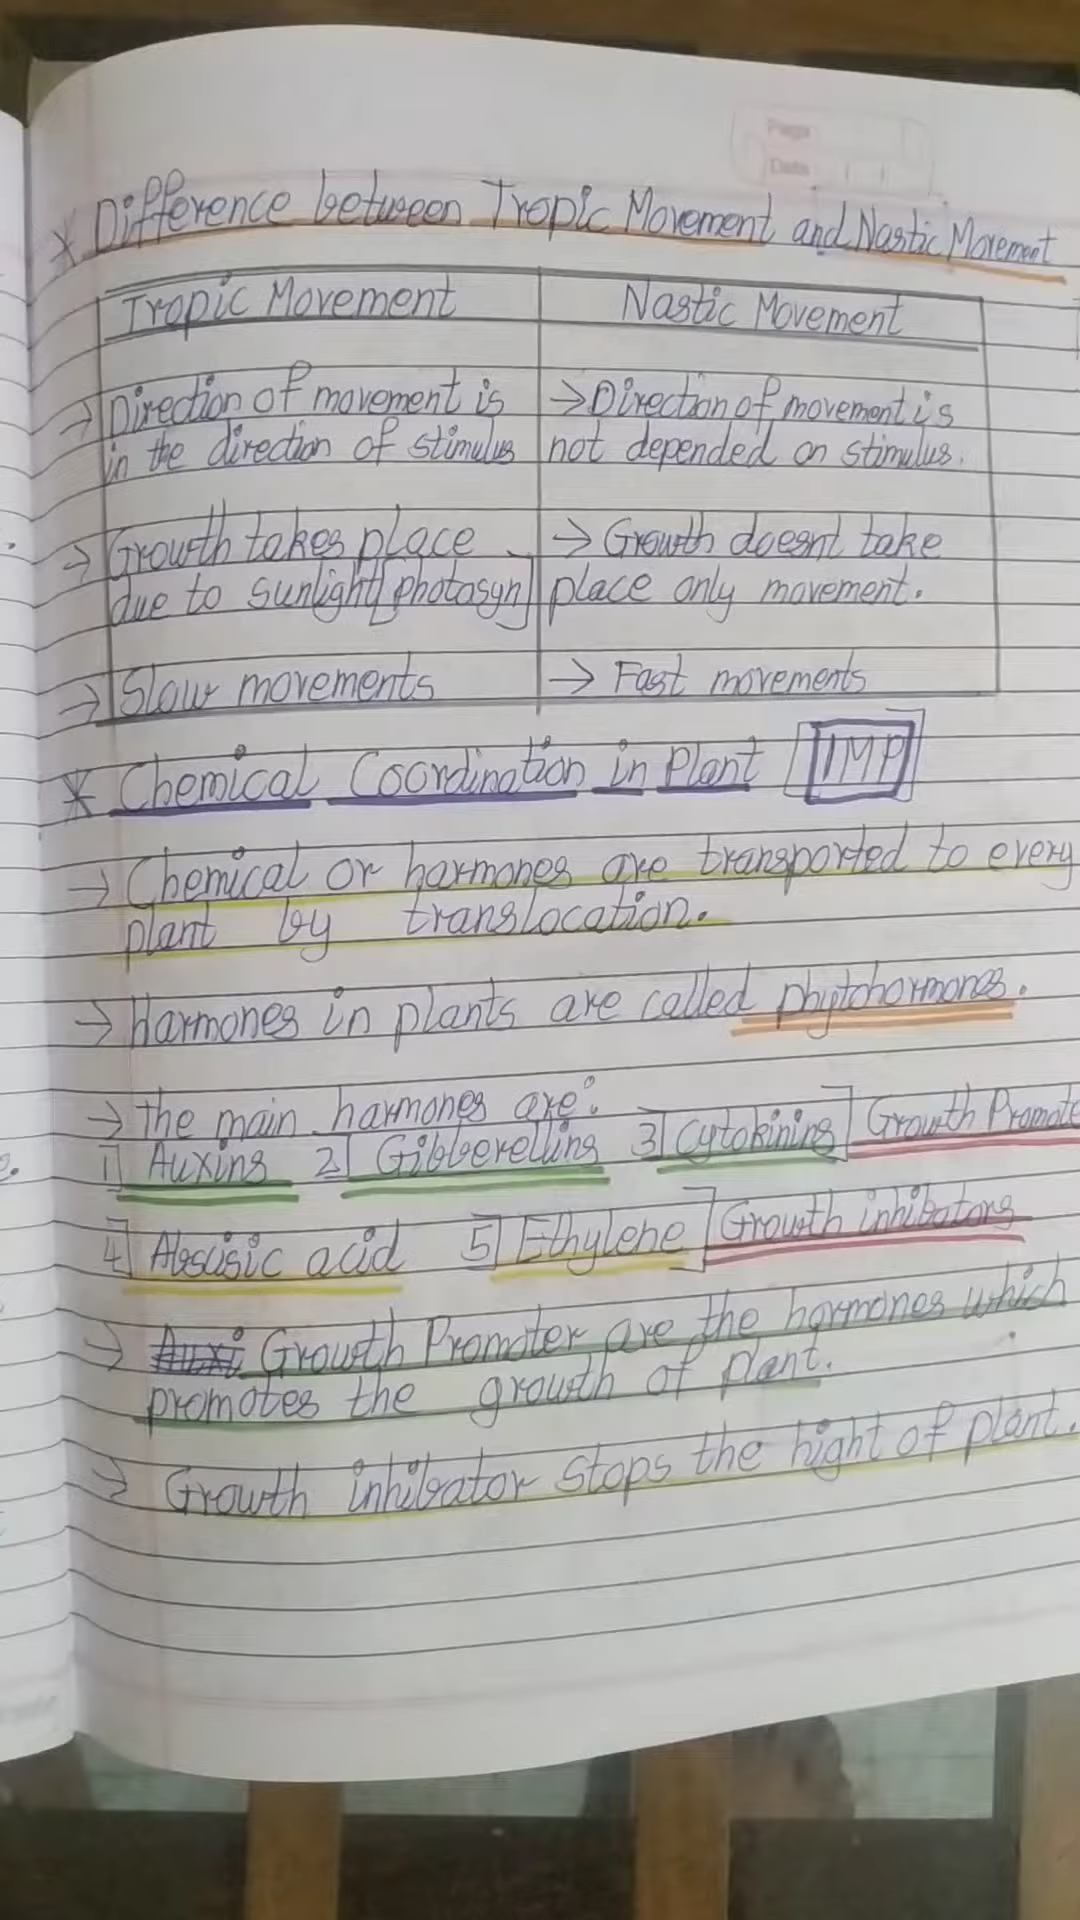 Page
Date
* Difference between Tropic Movement and Nastic Movement
Tropic Movement
Nastic Movement
→ Direction of movement is
in the direction of stimulus
→ Direction of movement is
not depended on stimulus.
→ Growth takes place
due to sunlight [photosyn]
→ Growth doesnt take
place only movement.
→ Slow movements
→ Fast movements
* Chemical Coordination in Plant [IMP]
→ Chemical or harmones are transported to every
plant by translocation.
→ Harmones in plants are called phytohormones.
→ the main harmones are:
1] Auxins 2] Gibberellins 3] Cytokinins] Growth Promote
4] Abscisic acid 5] Ethylene] Growth inhibators
→ Growth Promoter are the hormones which
promotes the growth of plant.
→ Growth inhibator stops the hight of plant.